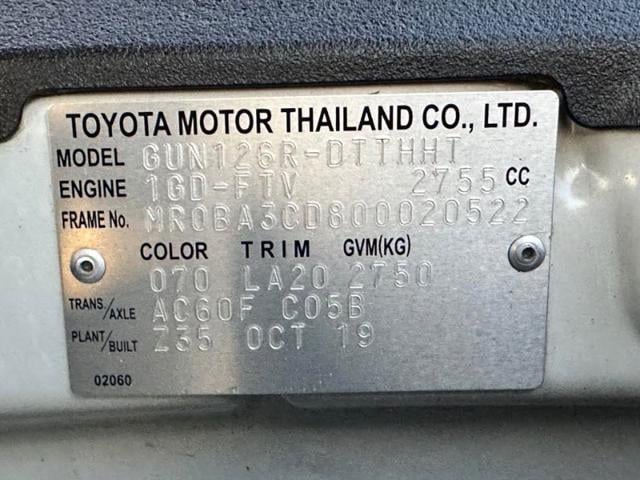 TOYOTA MOTOR THAILAND CO., LTD.
MODEL GUN126R-DTTHHT
ENGINE 1GD-FTV 2755 CC
FRAME No. MR0BA3CD800020522
COLOR TRIM GVM(KG)
070 LA20 2750
TRANS./AXLE AC60F C05B
PLANT/BUILT Z35 OCT 19
02060